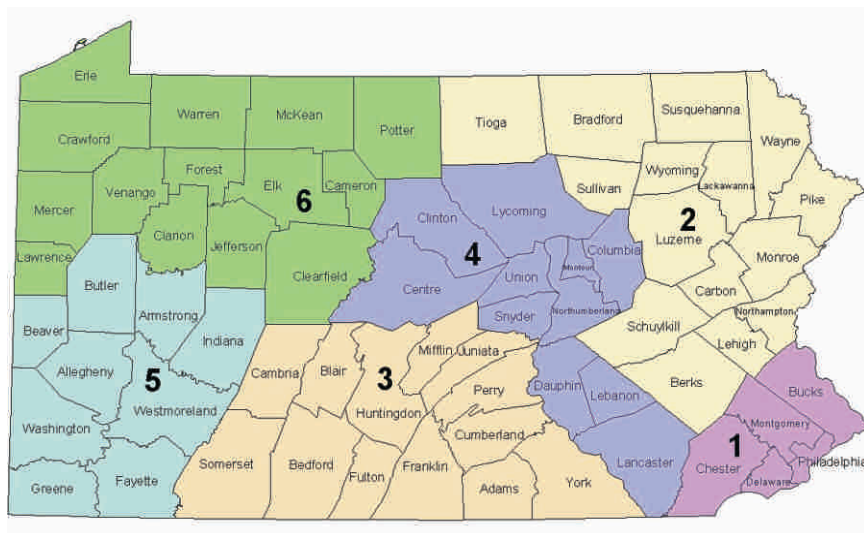 Erie
Warren
McKean
Potter
Tioga
Bradford
Susquehanna
Wayne
Crawford
Forest
Elk
Cameron
Venango
6
Mercer
Clarion
Jefferson
Lawrence
Clearfield
Wyoming
Lackawanna
Sullivan
Pike
2
Luzerne
Monroe
Carbon
Northampton
Schuylkill
Lehigh
Berks
Clinton
Lycoming
Columbia
4
Montour
Union
Centre
Northumberland
Snyder
Dauphin
Lebanon
Lancaster
Butler
Armstrong
Beaver
Indiana
Allegheny
5
Westmoreland
Washington
Greene
Fayette
Mifflin
Juniata
Cambria
Blair
3
Huntingdon
Perry
Cumberland
Somerset
Bedford
Fulton
Franklin
Adams
York
Bucks
Montgomery
1
Philadelphia
Chester
Delaware